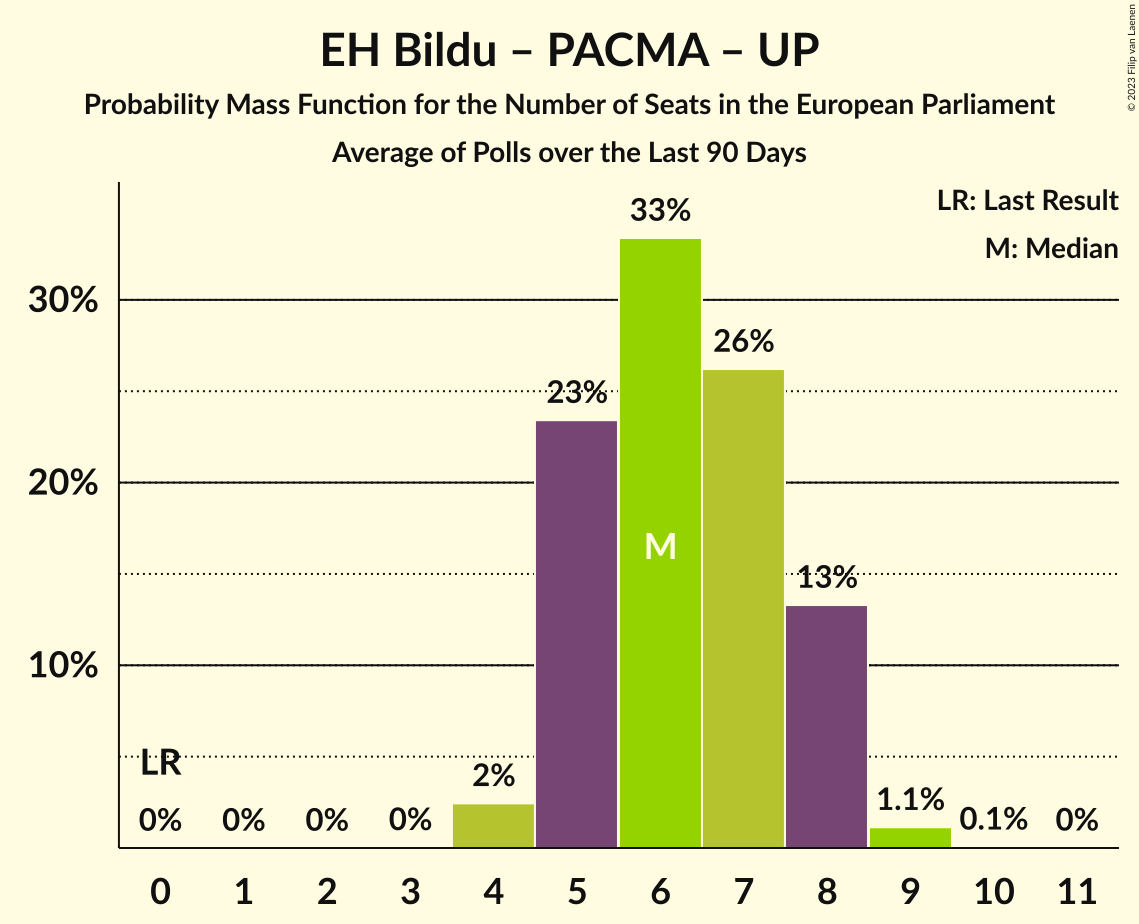 EH Bildu – PACMA – UP
Probability Mass Function for the Number of Seats in the European Parliament
Average of Polls over the Last 90 Days
© 2023 Filip van Laenen
LR: Last Result
M: Median
30%
20%
10%
LR
0%
0%
0%
0%
2%
23%
33%
26%
13%
1.1%
0.1%
0%
M
0 1 2 3 4 5 6 7 8 9 10 11